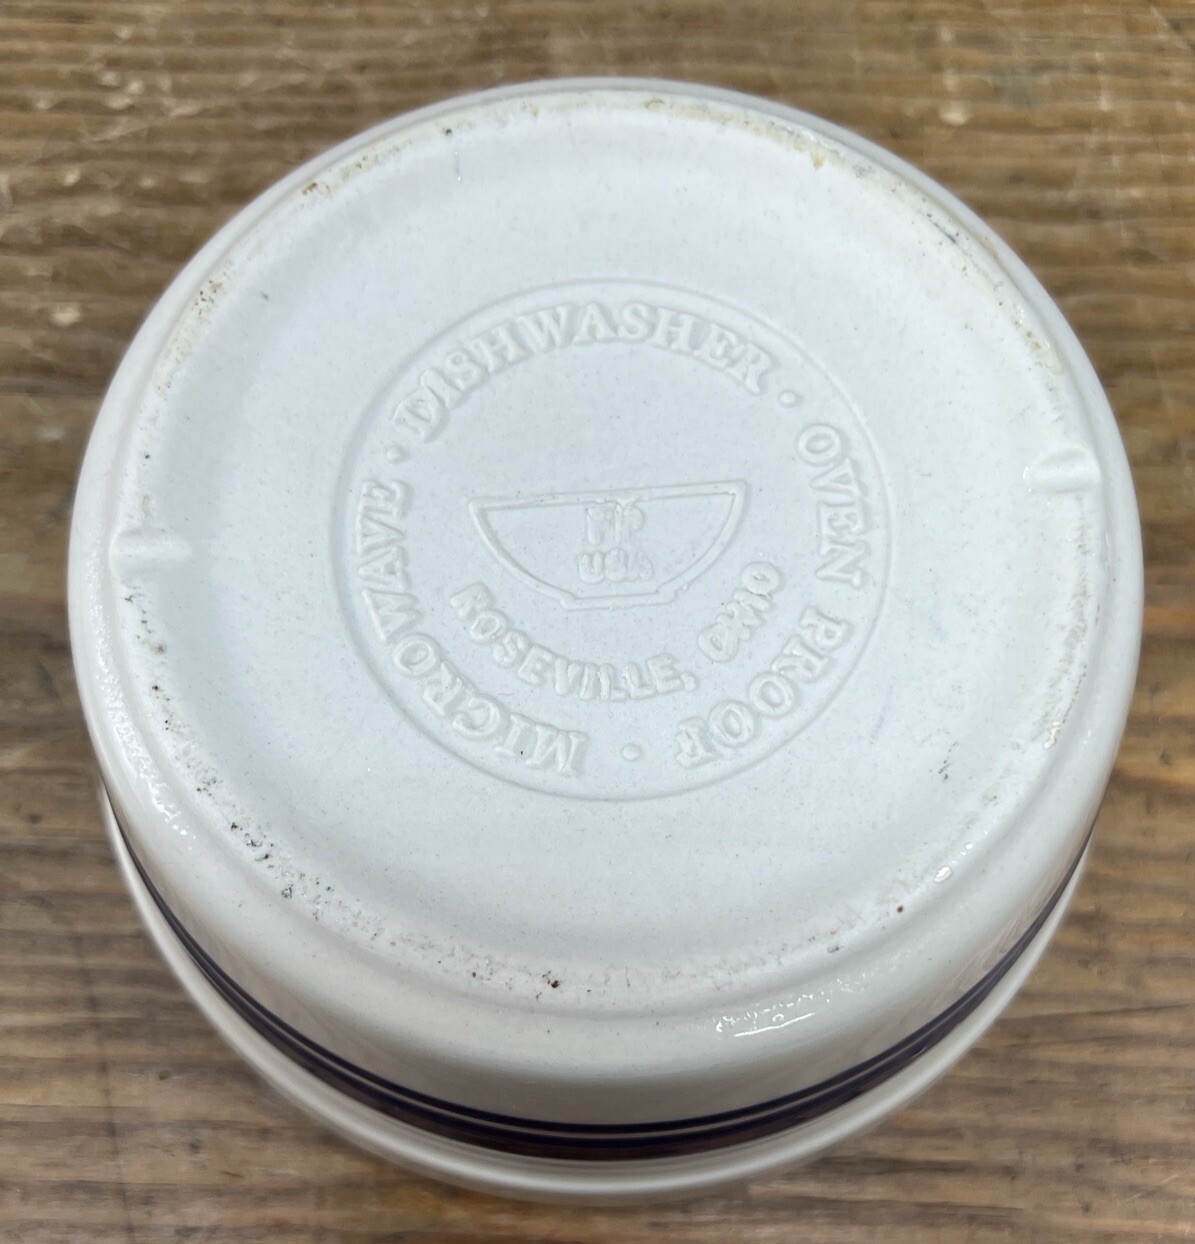 MICROWAVE · DISHWASHER · OVEN PROOF ·
USA
ROSEVILLE, OHIO